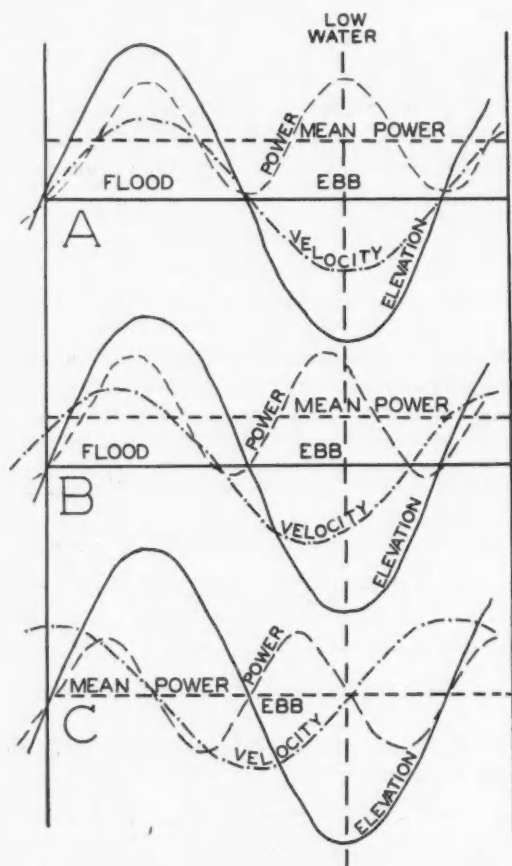 LOW
WATER
POWER
MEAN POWER
FLOOD
EBB
A
VELOCITY
ELEVATION
POWER
MEAN POWER
FLOOD
EBB
B
VELOCITY
ELEVATION
POWER
MEAN POWER
EBB
C
VELOCITY
ELEVATION